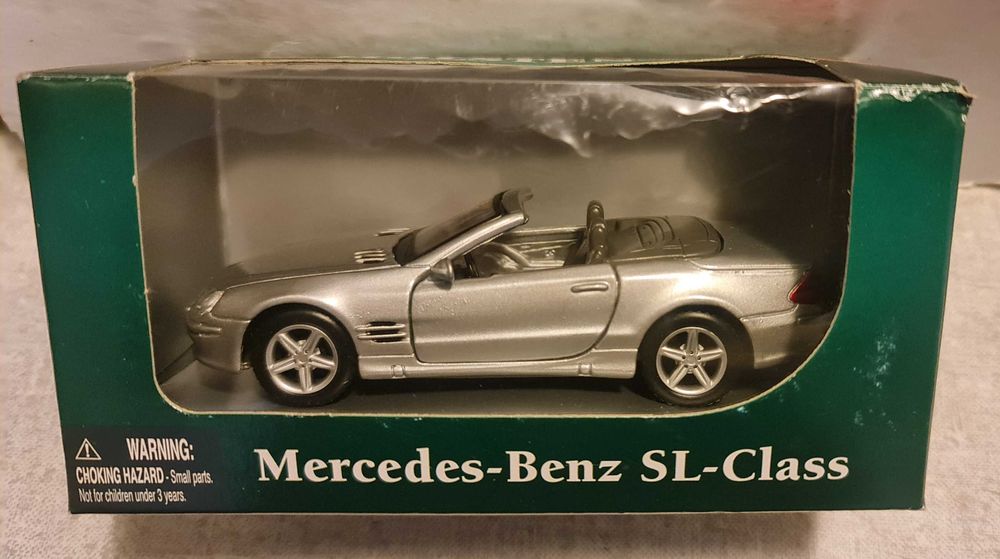 WARNING:
CHOKING HAZARD - Small parts.
Not for children under 3 years.
Mercedes-Benz SL-Class